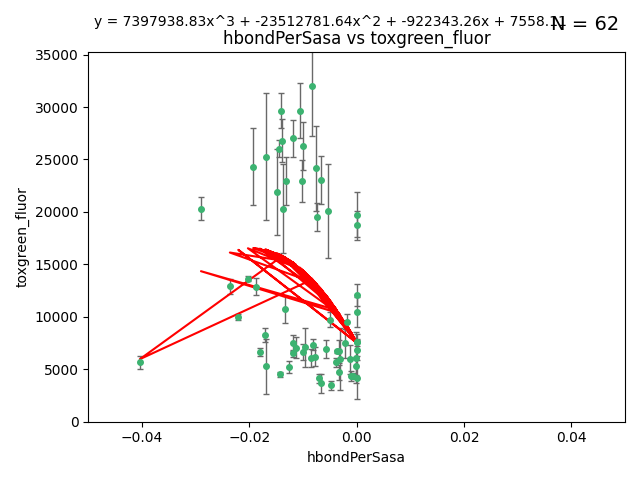 y = 7397938.83x^3 + -23512781.64x^2 + -922343.26x + 7558.
N = 62
hbondPerSasa vs toxgreen_fluor
35000
30000
25000
20000
15000
10000
5000
0
toxgreen_fluor
−0.04
−0.02
0.00
0.02
0.04
hbondPerSasa